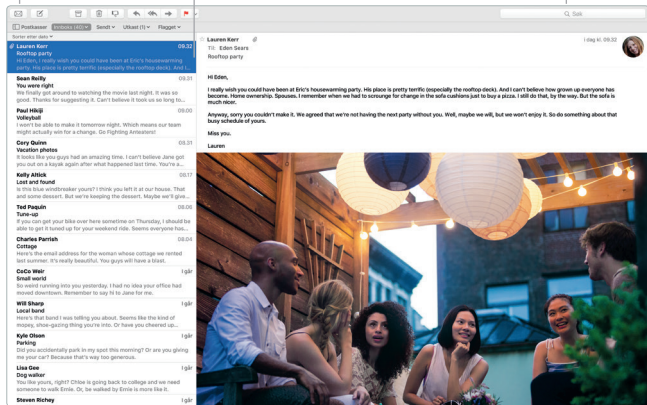 Søk
Postkasser Innboks (40) Sendt Utkast (1) Flagget
Sorter etter dato
Lauren Kerr 09.32
Rooftop party
Hi Eden, I really wish you could have been at Eric's housewarming
party. His place is pretty terrific (especially the rooftop deck). And I...
Sean Reilly 09.31
You were right
We finally got around to watching the movie last night. It was so
good. Thanks for suggesting it. Can't believe it took us so long to...
Paul Hikiji 09.00
Volleyball
I won't be able to make it tomorrow night. Which means our team
might actually win for a change. Go Fighting Anteaters!
Cory Quinn 08.31
Vacation photos
It looks like you guys had an amazing time. I can't believe Jane got
you out on a kayak again after what happened last time. You're a...
Kelly Altick 08.17
Lost and found
Is this blue windbreaker yours? I think you left it at our house. That
and some dessert. But we're keeping the dessert. Maybe we'll give...
Ted Paquin 08.06
Tune-up
If you can get your bike over here sometime on Thursday, I should be
able to get it tuned up for your weekend ride. Seems everyone has...
Charles Parrish 08.04
Cottage
Here's the email address for the woman whose cottage we rented
last summer. It's really beautiful. You guys will have a blast.
CoCo Weir I går
Small world
So weird running into you yesterday. I had no idea your office had
moved downtown. Remember to say hi to Jane for me.
Will Sharp I går
Local band
Here's that band I was telling you about. Seems like the kind of
mopey, shoe-gazing thing you're into. Or have you cheered up...
Kyle Olson I går
Parking
Did you accidentally park in my spot this morning? Or are you giving
me your car? Because that's way too generous.
Lisa Gee I går
Dog walker
You like yours, right? Chloe is going back to college and we need
someone to walk Ernie. Or, be walked by Ernie is more like it.
Steven Richey I går
Lauren Kerr I dag kl. 09.32
Til: Eden Sears
Rooftop party
Hi Eden,
I really wish you could have been at Eric's housewarming party. His place is pretty terrific (especially the rooftop deck). And I can't believe how grown up everyone has
become. Home ownership. Spouses. I remember when we had to scrounge for change in the sofa cushions just to buy a pizza. I still do that, by the way. But the sofa is
much nicer.
Anyway, sorry you couldn't make it. We agreed that we're not having the next party without you. Well, maybe we will, but we won't enjoy it. So do something about that
busy schedule of yours.
Miss you.
Lauren